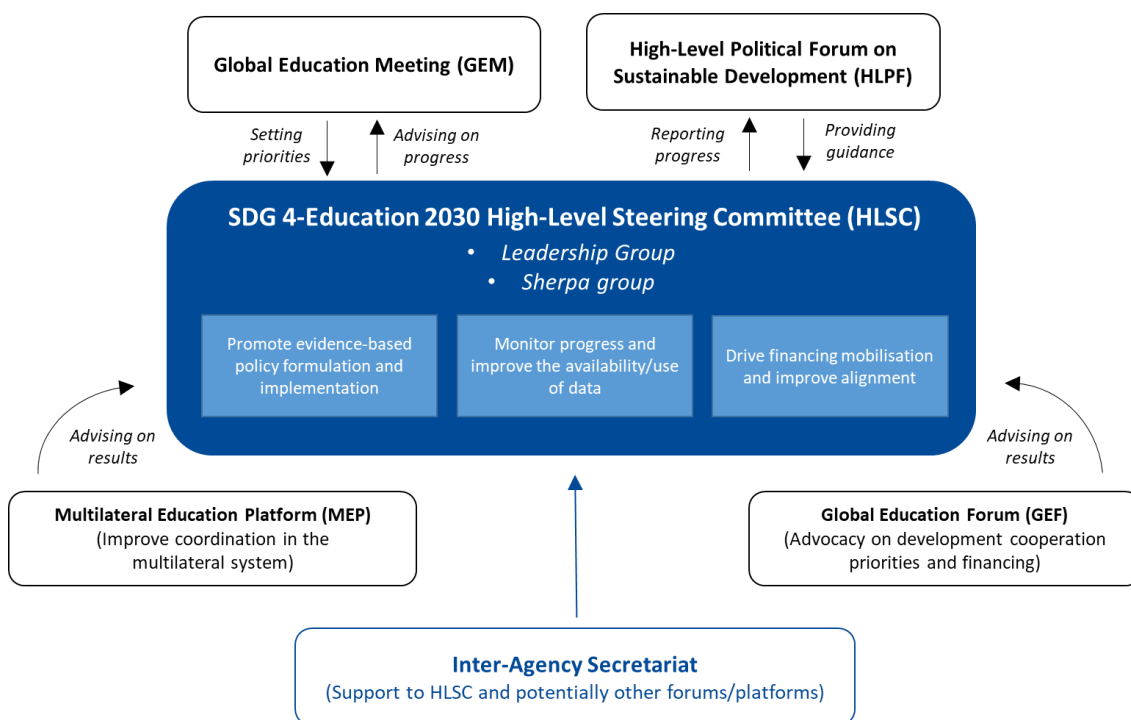 Global Education Meeting (GEM)
High-Level Political Forum on
Sustainable Development (HLPF)
Setting
priorities
Advising on
progress
Reporting
progress
Providing
guidance
SDG 4-Education 2030 High-Level Steering Committee (HLSC)
• Leadership Group
• Sherpa group
Promote evidence-based
policy formulation and
implementation
Monitor progress and
improve the availability/use
of data
Drive financing mobilisation
and improve alignment
Advising on
results
Advising on
results
Multilateral Education Platform (MEP)
(Improve coordination in the
multilateral system)
Global Education Forum (GEF)
(Advocacy on development cooperation
priorities and financing)
Inter-Agency Secretariat
(Support to HLSC and potentially other forums/platforms)